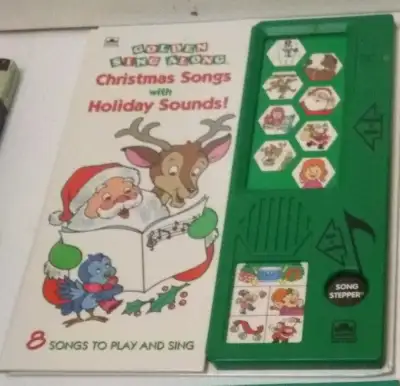 GOLDEN
SING ALONG
Christmas Songs
with
Holiday Sounds!
8 SONGS TO PLAY AND SING
SONG
STEPPER